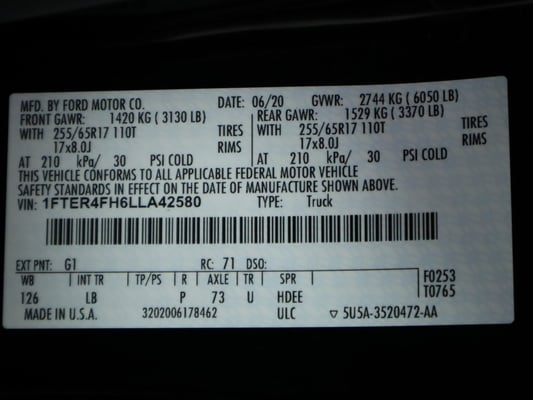 MFD. BY FORD MOTOR CO. DATE: 06/20 GVWR: 2744 KG ( 6050 LB)
FRONT GAWR: 1420 KG ( 3130 LB) REAR GAWR: 1529 KG ( 3370 LB)
WITH 255/65R17 110T TIRES WITH 255/65R17 110T TIRES
17x8.0J RIMS 17x8.0J RIMS
AT 210 kPa/ 30 PSI COLD AT 210 kPa/ 30 PSI COLD
THIS VEHICLE CONFORMS TO ALL APPLICABLE FEDERAL MOTOR VEHICLE
SAFETY STANDARDS IN EFFECT ON THE DATE OF MANUFACTURE SHOWN ABOVE.
VIN: 1FTER4FH6LLA42580 TYPE: Truck
EXT PNT: G1 RC: 71 DSO: F0253
WB INT TR TP/PS R AXLE TR SPR T0765
126 LB P 73 U HDEE
MADE IN U.S.A. 3202006178462 ULC ▽ 5U5A-3520472-AA